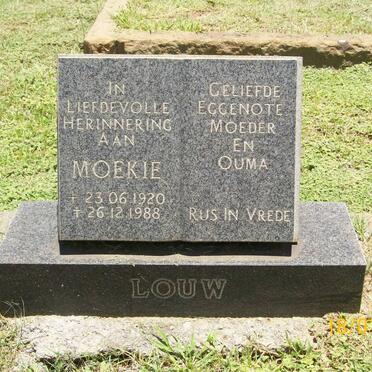 IN
LIEFDEVOLLE
HERINNERING
AAN
MOEKIE
+ 23.06.1920
+ 26.12.1988
GELIEFDE
EGGENOTE
MOEDER
EN
OUMA
RUS IN VREDE
LOUW